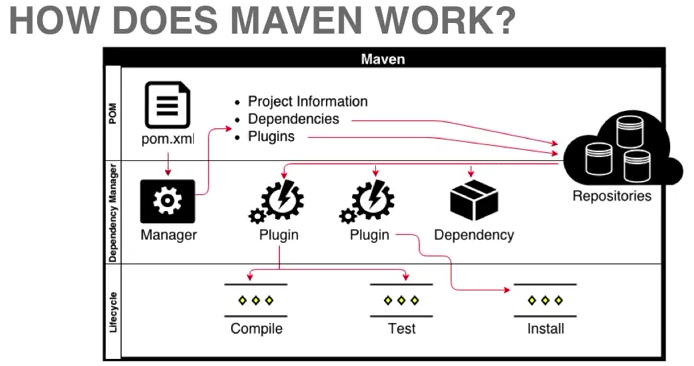 HOW DOES MAVEN WORK?
Maven
POM
pom.xml
• Project Information
• Dependencies
• Plugins
Repositories
Dependency Manager
Manager
Plugin
Plugin
Dependency
Lifecycle
Compile
Test
Install